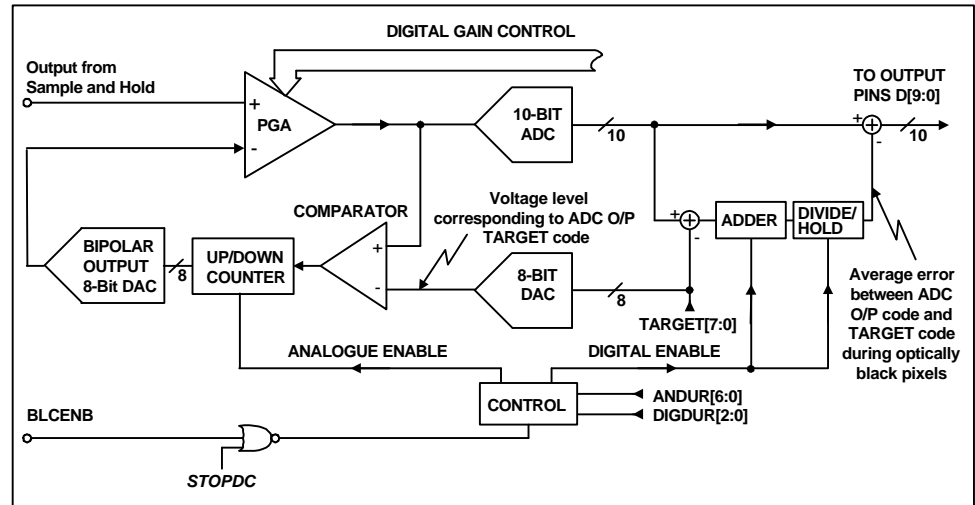 DIGITAL GAIN CONTROL
Output from
Sample and Hold
TO OUTPUT
PINS D[9:0]
+
PGA
-
10-BIT
ADC
10
+
-
10
Voltage level
corresponding to ADC O/P
TARGET code
COMPARATOR
+
-
BIPOLAR
OUTPUT
8-Bit DAC
8
UP/DOWN
COUNTER
8-BIT
DAC
8
+
-
ADDER
DIVIDE/
HOLD
TARGET[7:0]
Average error
between ADC
O/P code and
TARGET code
during optically
black pixels
ANALOGUE ENABLE
DIGITAL ENABLE
CONTROL
ANDUR[6:0]
DIGDUR[2:0]
BLCENB
STOPDC